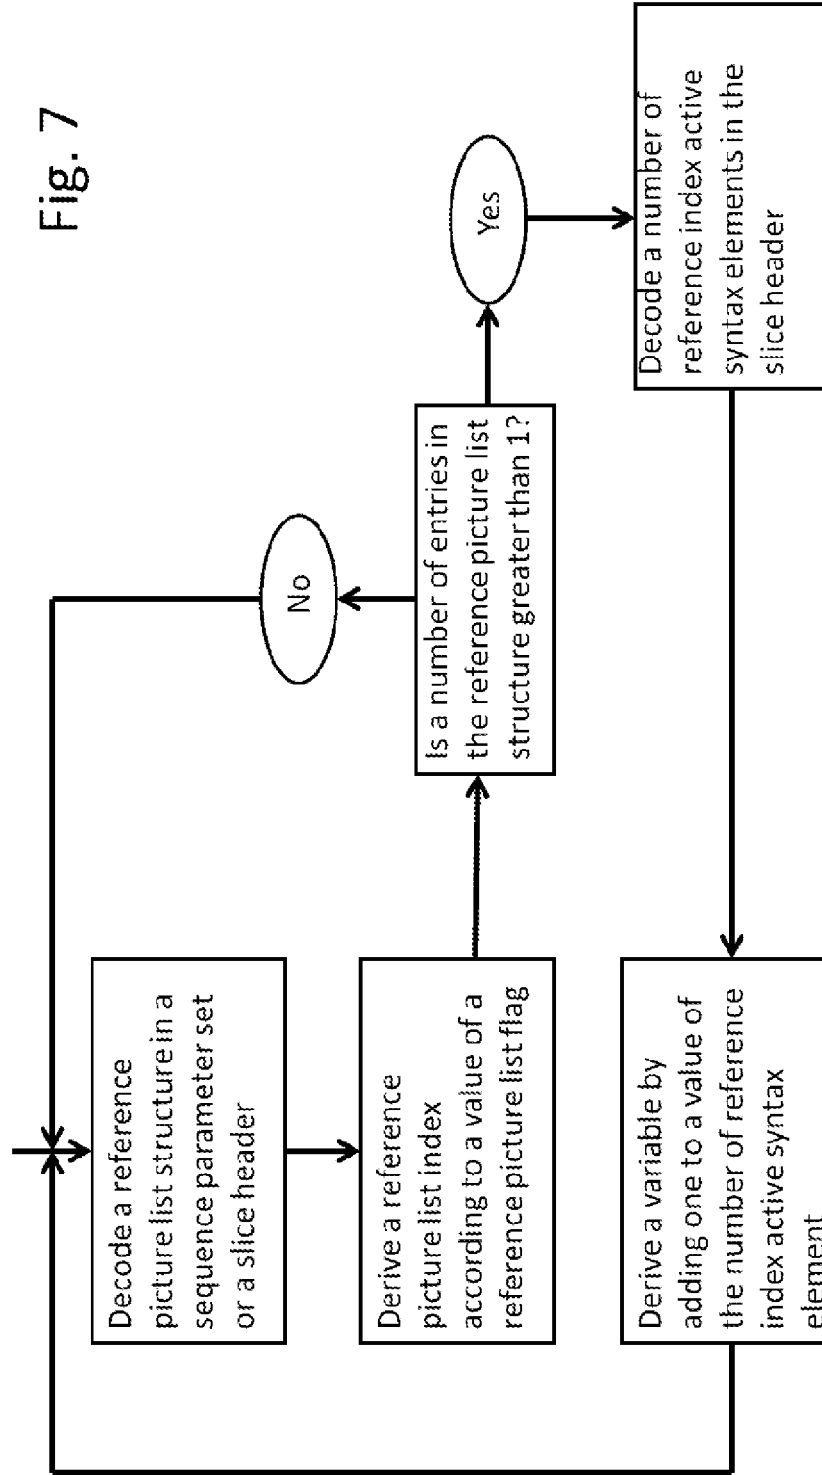 Fig. 7
Decode a reference
picture list structure in a
sequence parameter set
or a slice header
Derive a reference
picture list index
according to a value of a
reference picture list flag
Is a number of entries in
the reference picture list
structure greater than 1?
No
Yes
Decode a number of
reference index active
syntax elements in the
slice header
Derive a variable by
adding one to a value of
the number of reference
index active syntax
element